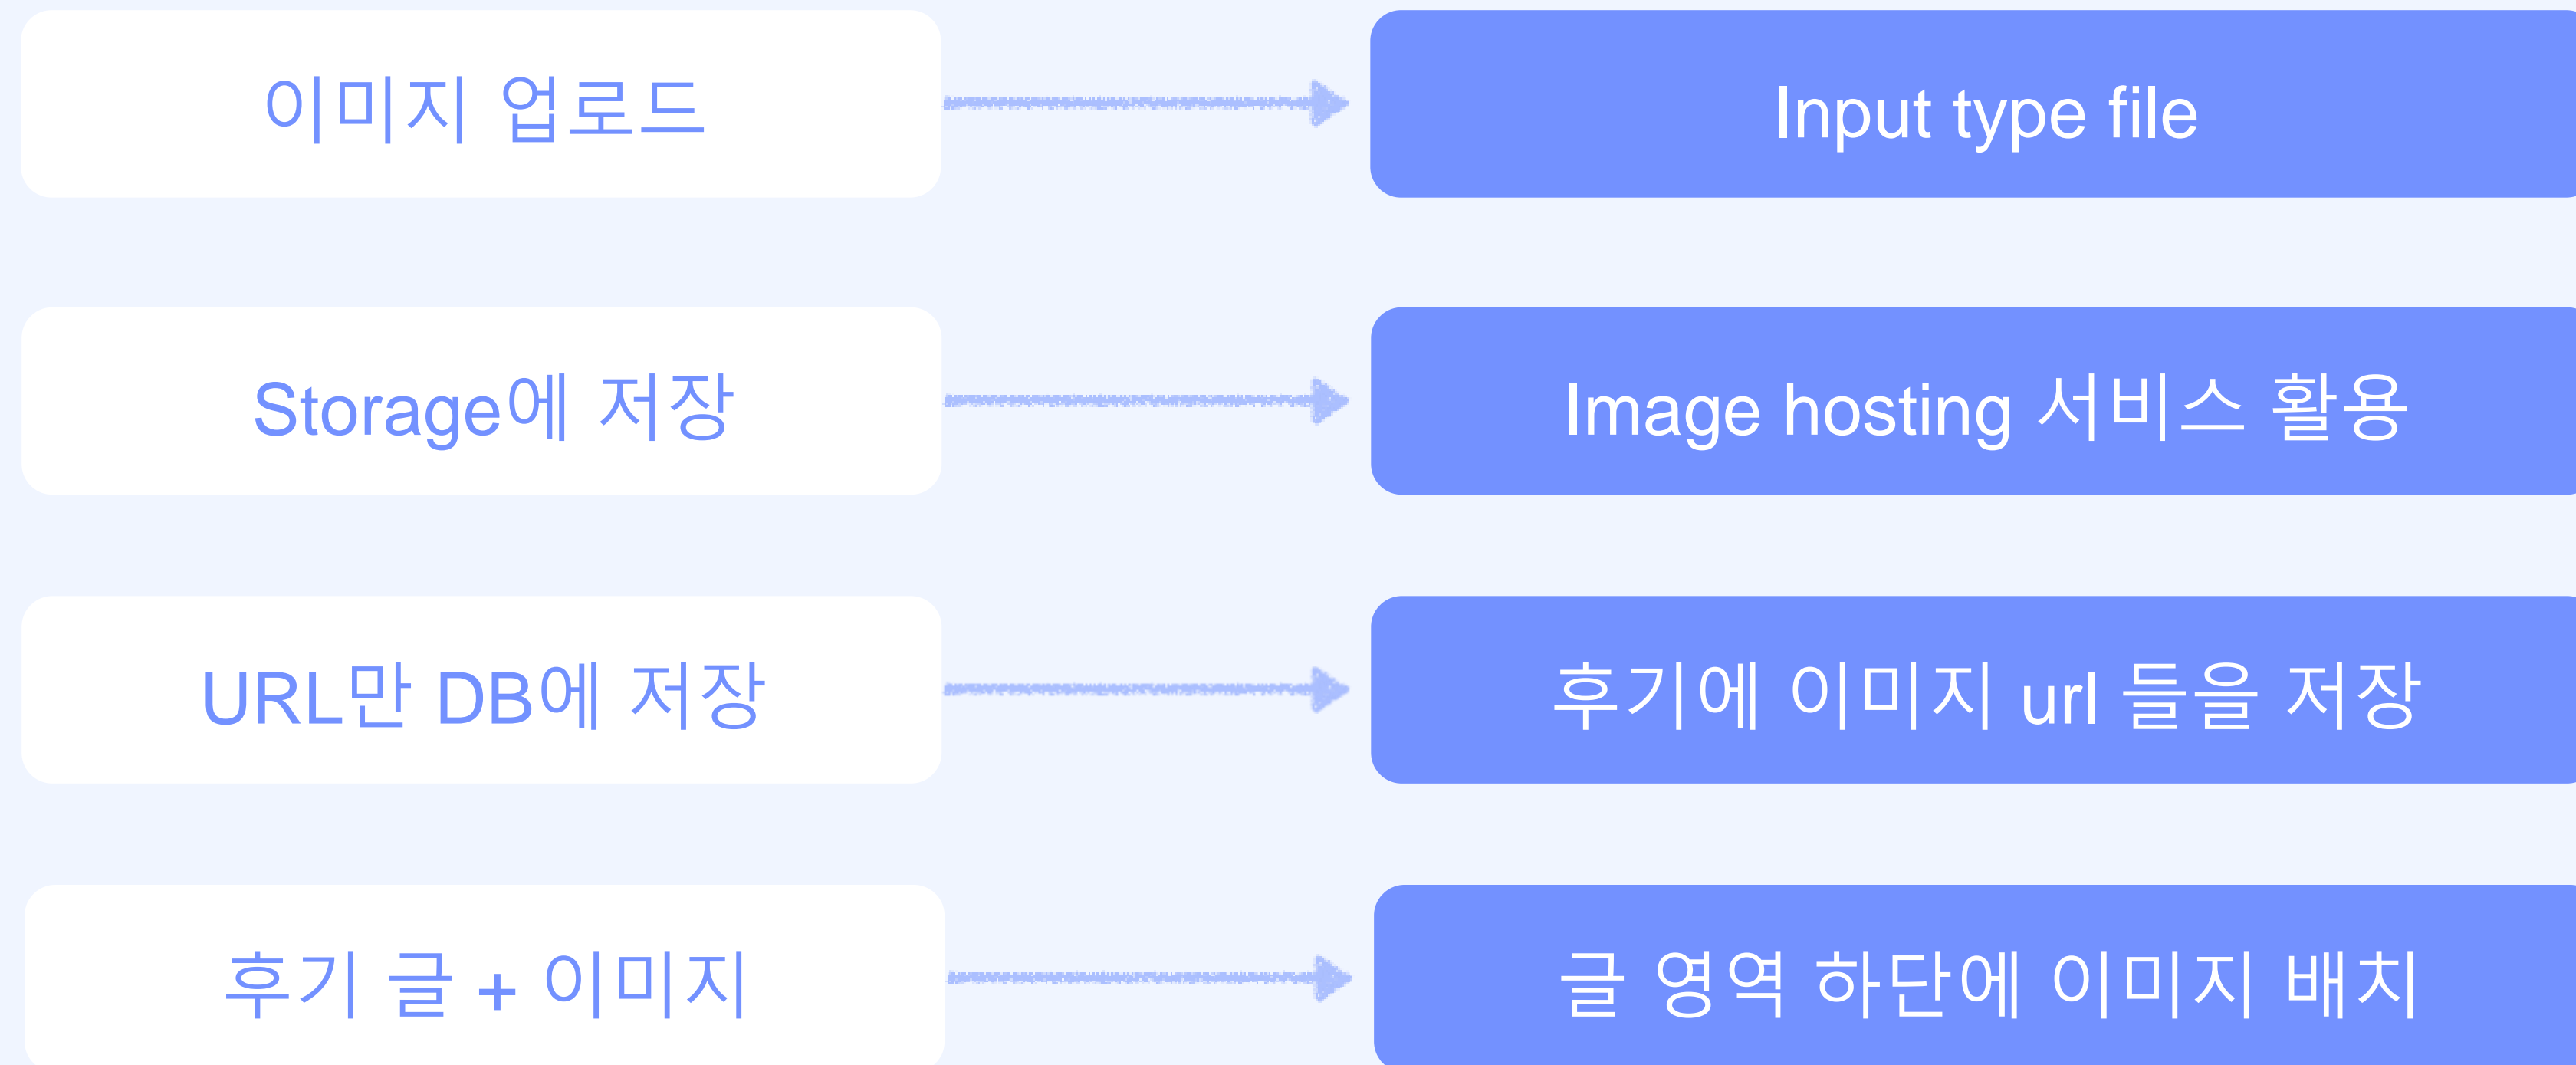 이미지 업로드
Input type file
Storage에 저장
Image hosting 서비스 활용
URL만 DB에 저장
후기에 이미지 url 들을 저장
후기 글 + 이미지
글 영역 하단에 이미지 배치